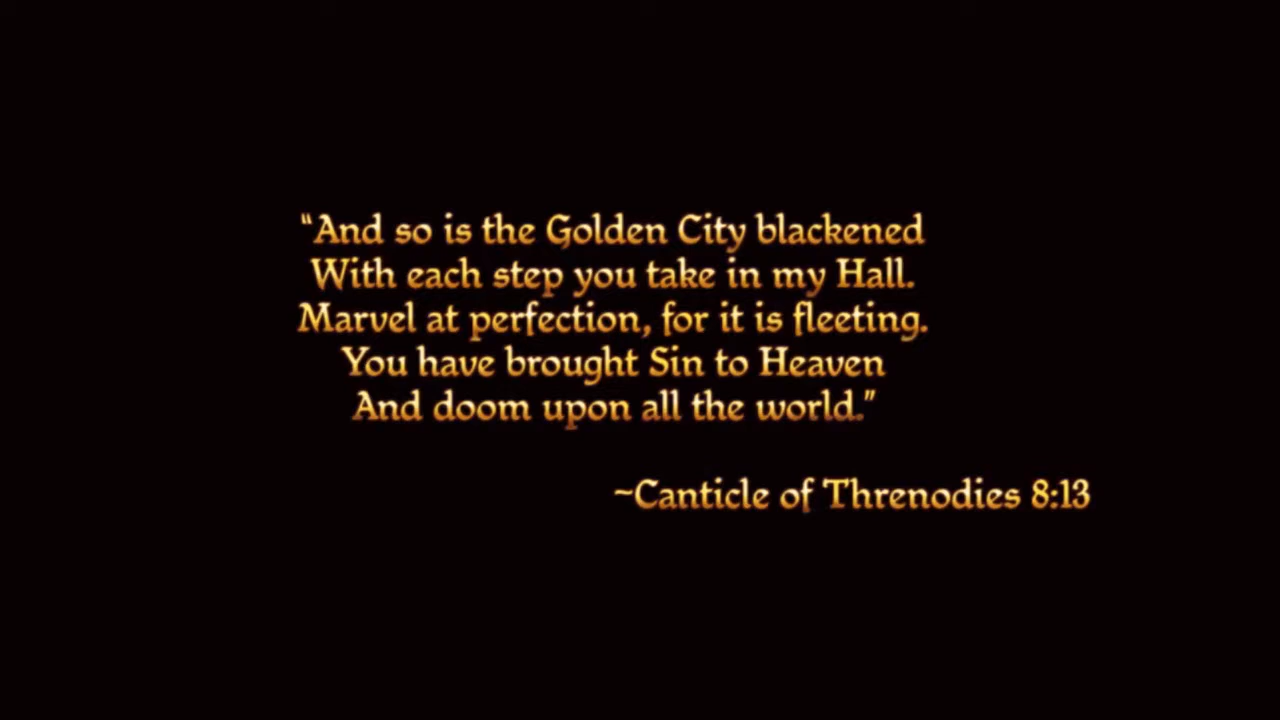 “And so is the Golden City blackened
With each step you take in my Hall.
Marvel at perfection, for it is fleeting.
You have brought Sin to Heaven
And doom upon all the world.”
~Canticle of Threnodies 8:13